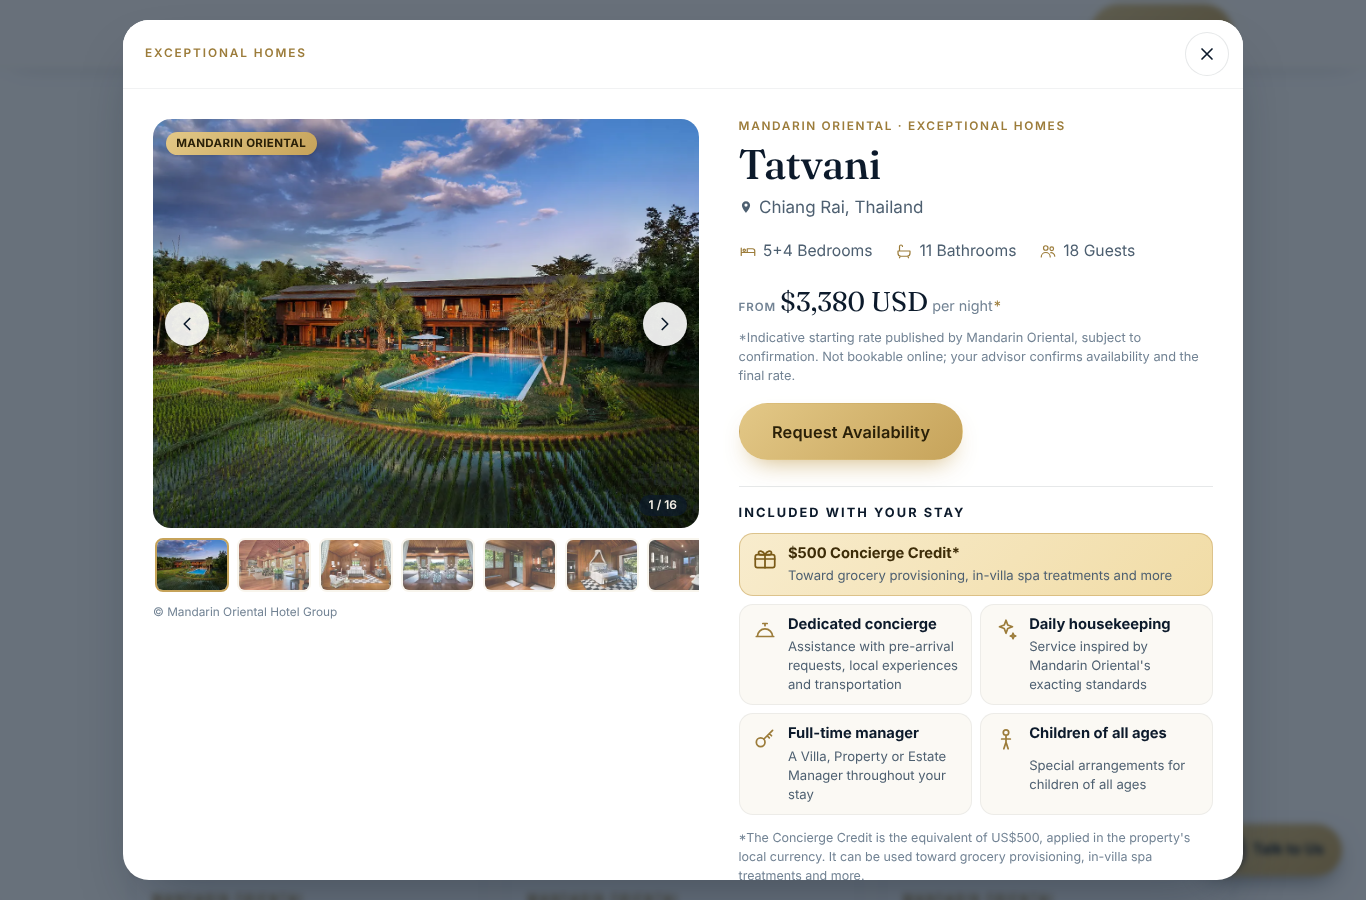 EXCEPTIONAL HOMES
MANDARIN ORIENTAL
1 / 16
© Mandarin Oriental Hotel Group
MANDARIN ORIENTAL · EXCEPTIONAL HOMES
Tatvani
Chiang Rai, Thailand
5+4 Bedrooms
11 Bathrooms
18 Guests
FROM $3,380 USD per night*
*Indicative starting rate published by Mandarin Oriental, subject to
confirmation. Not bookable online; your advisor confirms availability and the
final rate.
Request Availability
INCLUDED WITH YOUR STAY
$500 Concierge Credit*
Toward grocery provisioning, in-villa spa treatments and more
Dedicated concierge
Assistance with pre-arrival
requests, local experiences
and transportation
Daily housekeeping
Service inspired by
Mandarin Oriental's
exacting standards
Full-time manager
A Villa, Property or Estate
Manager throughout your
stay
Children of all ages
Special arrangements for
children of all ages
*The Concierge Credit is the equivalent of US$500, applied in the property's
local currency. It can be used toward grocery provisioning, in-villa spa
treatments and more.
Talk to Us